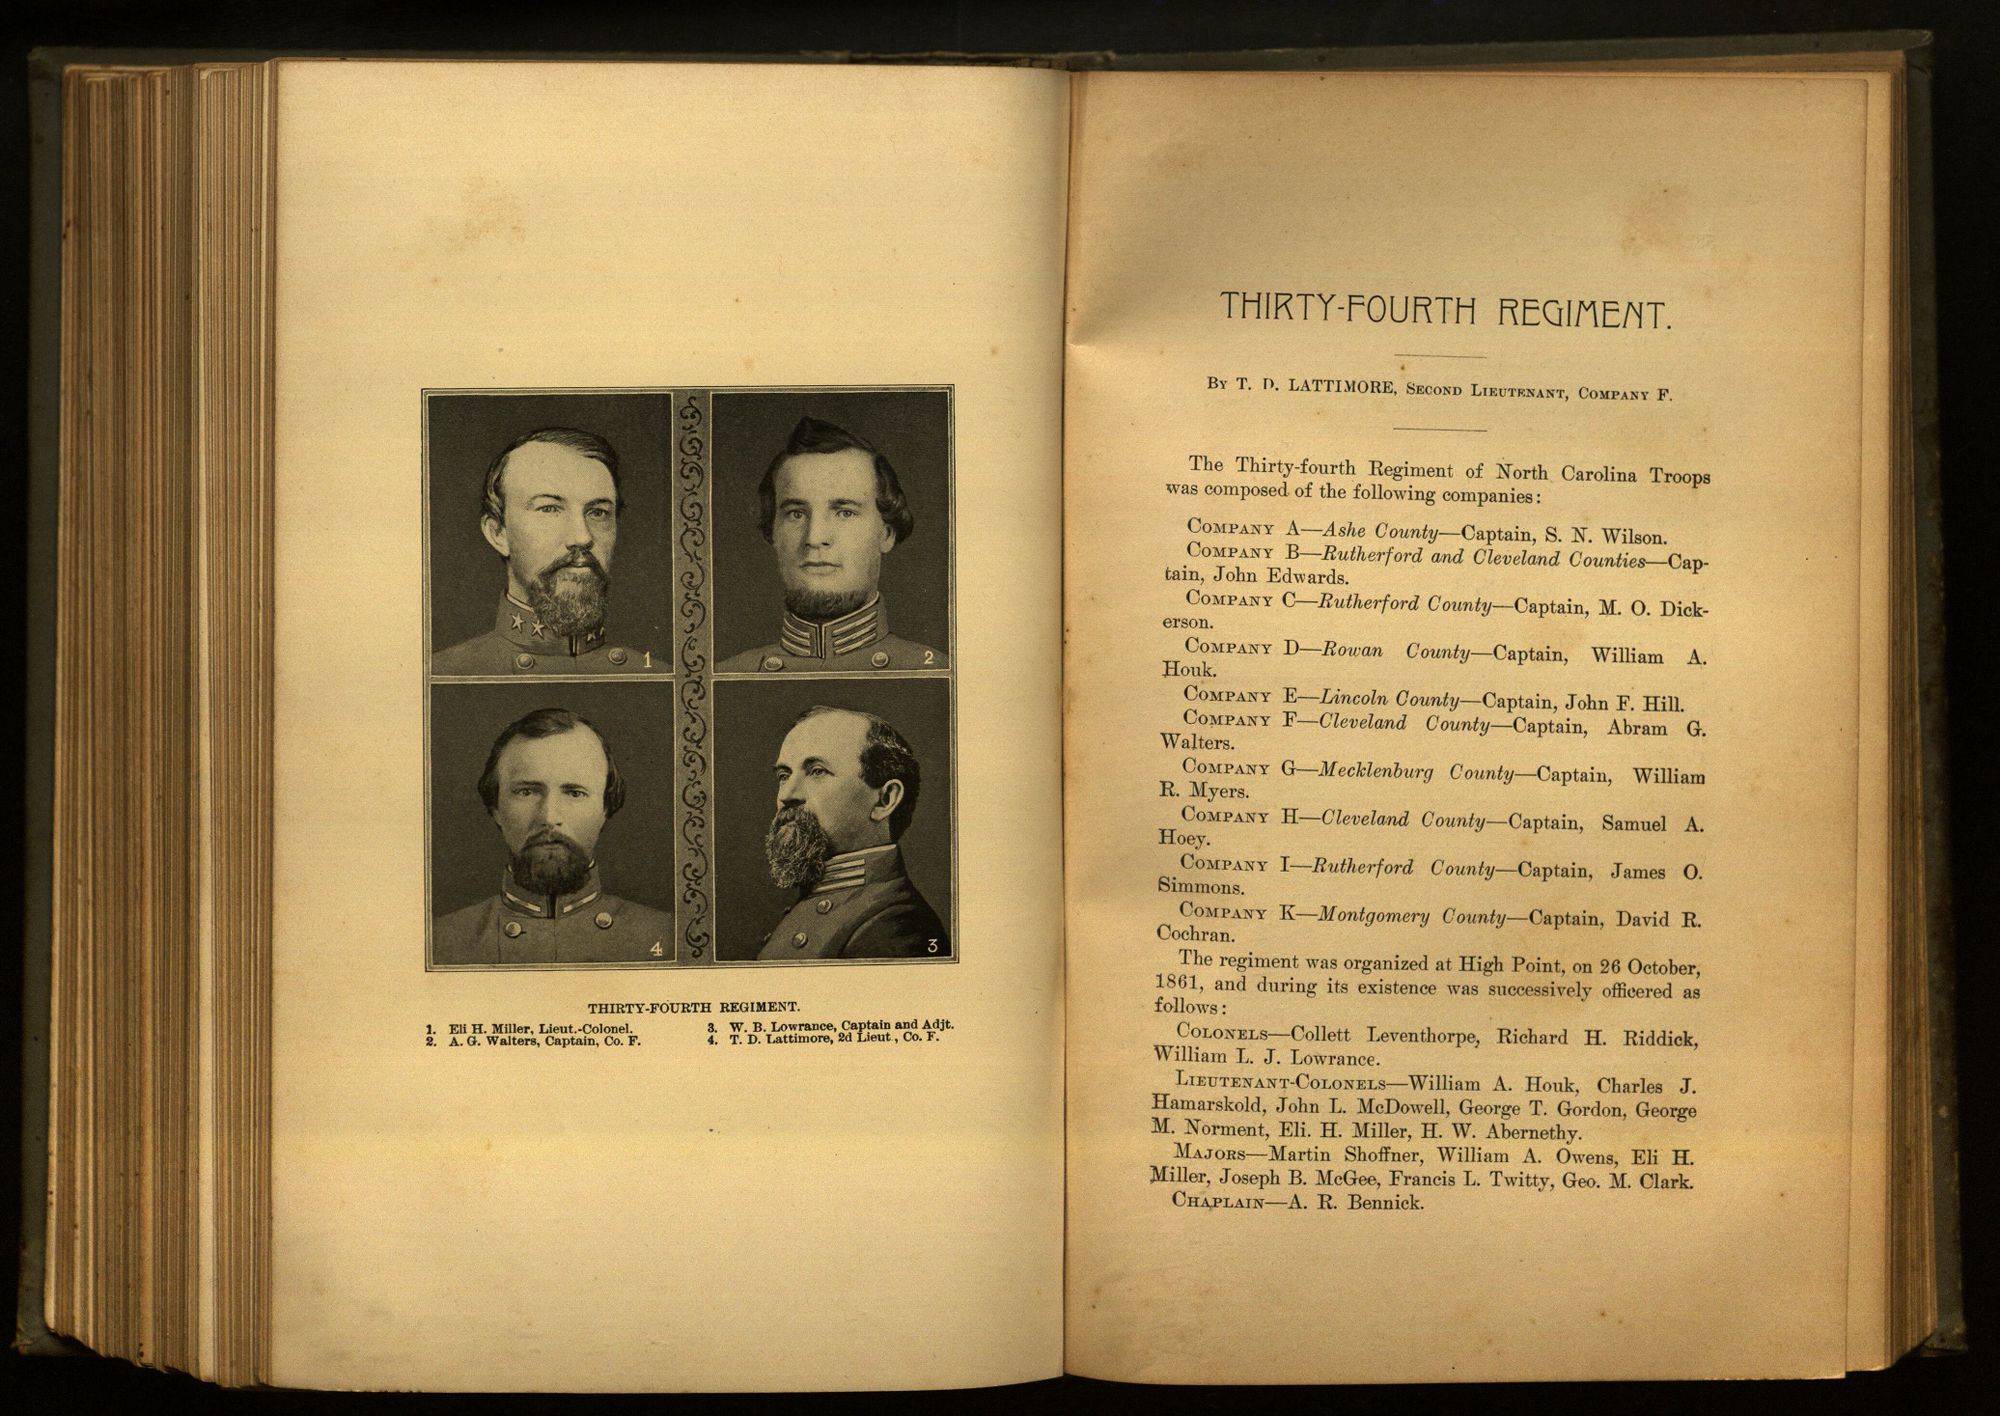 1
2
4
3
THIRTY-FOURTH REGIMENT.
1. Eli H. Miller, Lieut.-Colonel.
2. A. G. Walters, Captain, Co. F.
3. W. B. Lowrance, Captain and Adjt.
4. T. D. Lattimore, 2d Lieut., Co. F.
THIRTY-FOURTH REGIMENT.
By T. D. LATTIMORE, Second Lieutenant, Company F.
The Thirty-fourth Regiment of North Carolina Troops
was composed of the following companies:
Company A—Ashe County—Captain, S. N. Wilson.
Company B—Rutherford and Cleveland Counties—Cap-
tain, John Edwards.
Company C—Rutherford County—Captain, M. O. Dick-
erson.
Company D—Rowan County—Captain, William A.
Houk.
Company E—Lincoln County—Captain, John F. Hill.
Company F—Cleveland County—Captain, Abram G.
Walters.
Company G—Mecklenburg County—Captain, William
R. Myers.
Company H—Cleveland County—Captain, Samuel A.
Hoey.
Company I—Rutherford County—Captain, James O.
Simmons.
Company K—Montgomery County—Captain, David R.
Cochran.
The regiment was organized at High Point, on 26 October,
1861, and during its existence was successively officered as
follows:
Colonels—Collett Leventhorpe, Richard H. Riddick,
William L. J. Lowrance.
Lieutenant-Colonels—William A. Houk, Charles J.
Hamarskold, John L. McDowell, George T. Gordon, George
M. Norment, Eli. H. Miller, H. W. Abernethy.
Majors—Martin Shoffner, William A. Owens, Eli H.
Miller, Joseph B. McGee, Francis L. Twitty, Geo. M. Clark.
Chaplain—A. R. Bennick.